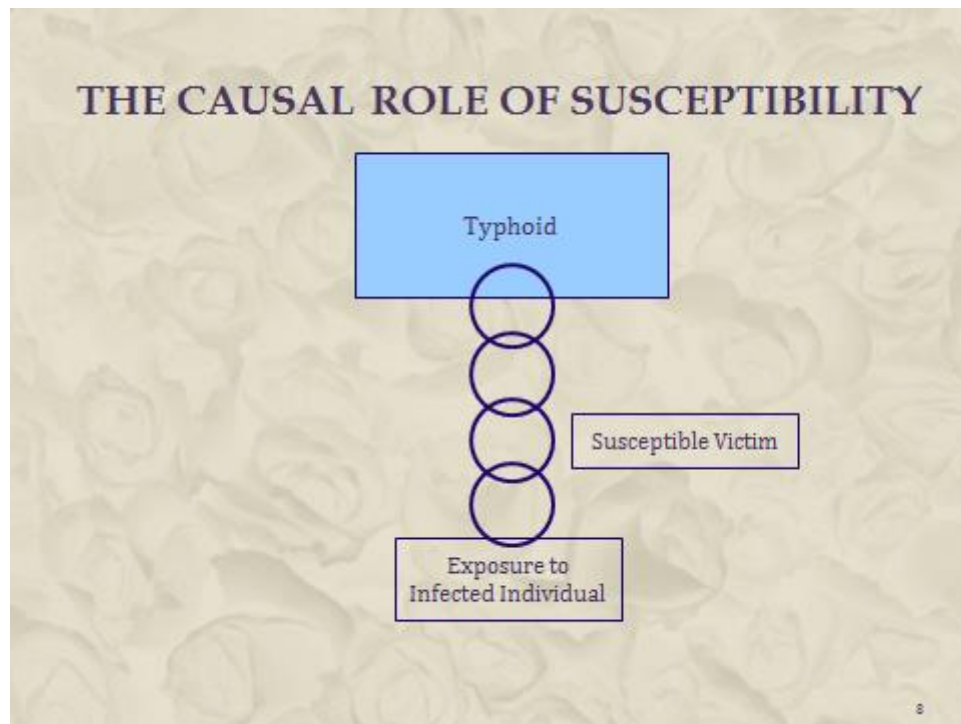 THE CAUSAL ROLE OF SUSCEPTIBILITY
Typhoid
Susceptible Victim
Exposure to
Infected Individual
8